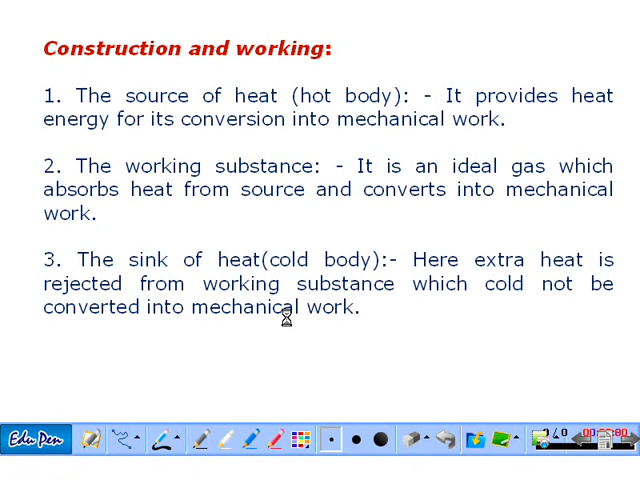 Construction and working:
1. The source of heat (hot body): - It provides heat
energy for its conversion into mechanical work.
2. The working substance: - It is an ideal gas which
absorbs heat from source and converts into mechanical
work.
3. The sink of heat(cold body):- Here extra heat is
rejected from working substance which cold not be
converted into mechanical work.
Edu Pen
0 / 0